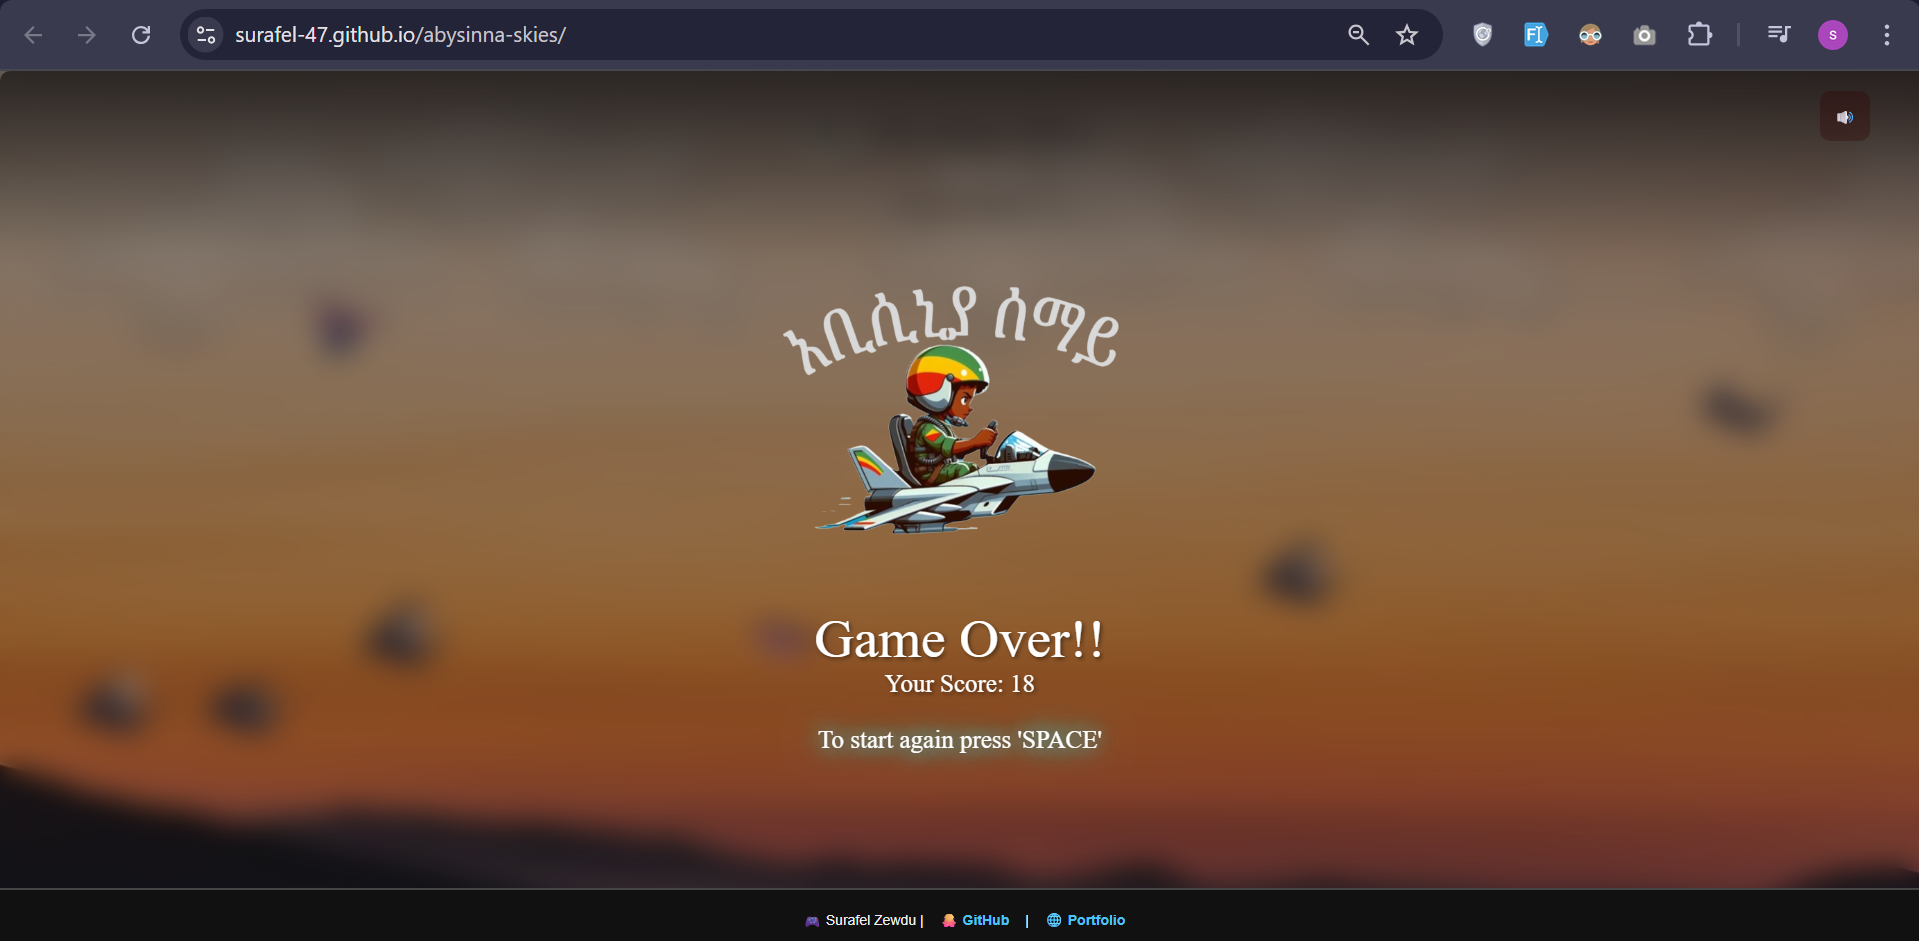 surafel-47.github.io/abysinna-skies/
S
አቢሲኒያ ሰማይ
Game Over!!
Your Score: 18
To start again press 'SPACE'
Surafel Zewdu | GitHub | Portfolio